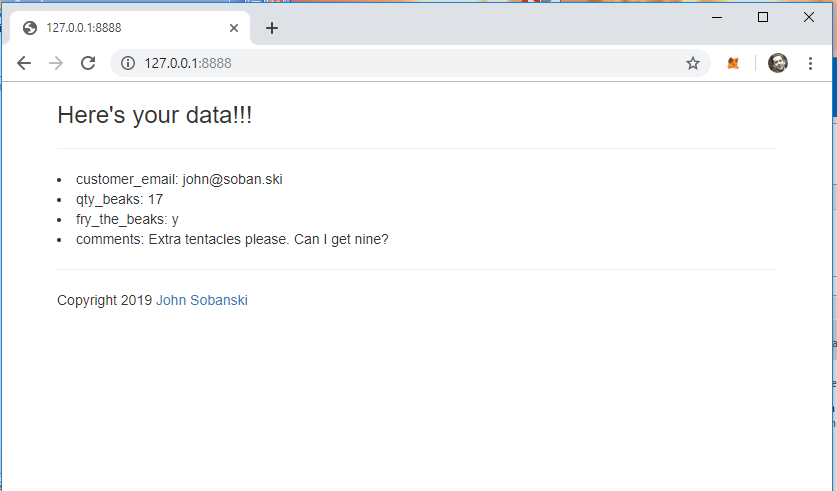 127.0.0.1:8888
127.0.0.1:8888
Here's your data!!!
customer_email: john@soban.ski
qty_beaks: 17
fry_the_beaks: y
comments: Extra tentacles please. Can I get nine?
Copyright 2019 John Sobanski